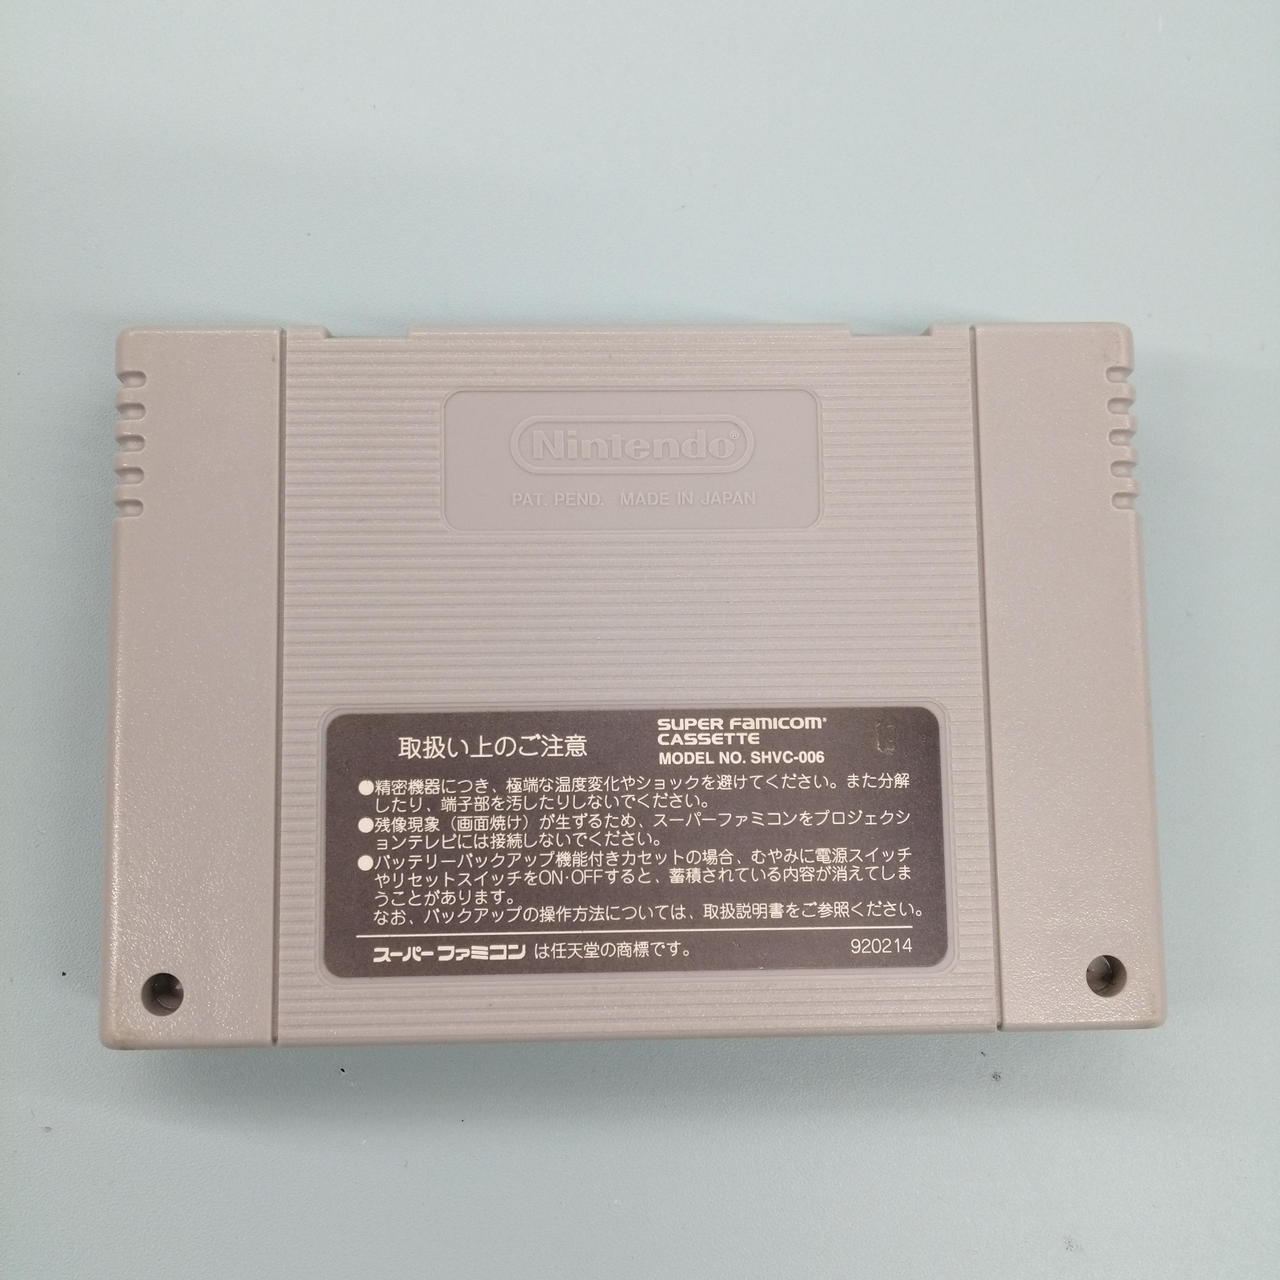 Nintendo®
PAT. PEND. MADE IN JAPAN
取扱い上のご注意
SUPER FAMICOM
CASSETTE
MODEL NO. SHVC-006
●精密機器につき、極端な温度変化やショックを避けてください。また分解
したり、端子部を汚したりしないでください。
●残像現象（画面焼け）が生ずるため、スーパーファミコンをプロジェクシ
ョンテレビには接続しないでください。
●バッテリーバックアップ機能付きカセットの場合、むやみに電源スイッチ
やリセットスイッチをON·OFFすると、蓄積されている内容が消えてしま
うことがあります。
なお、バックアップの操作方法については、取扱説明書をご参照ください。
スーパーファミコン は任天堂の商標です。
920214